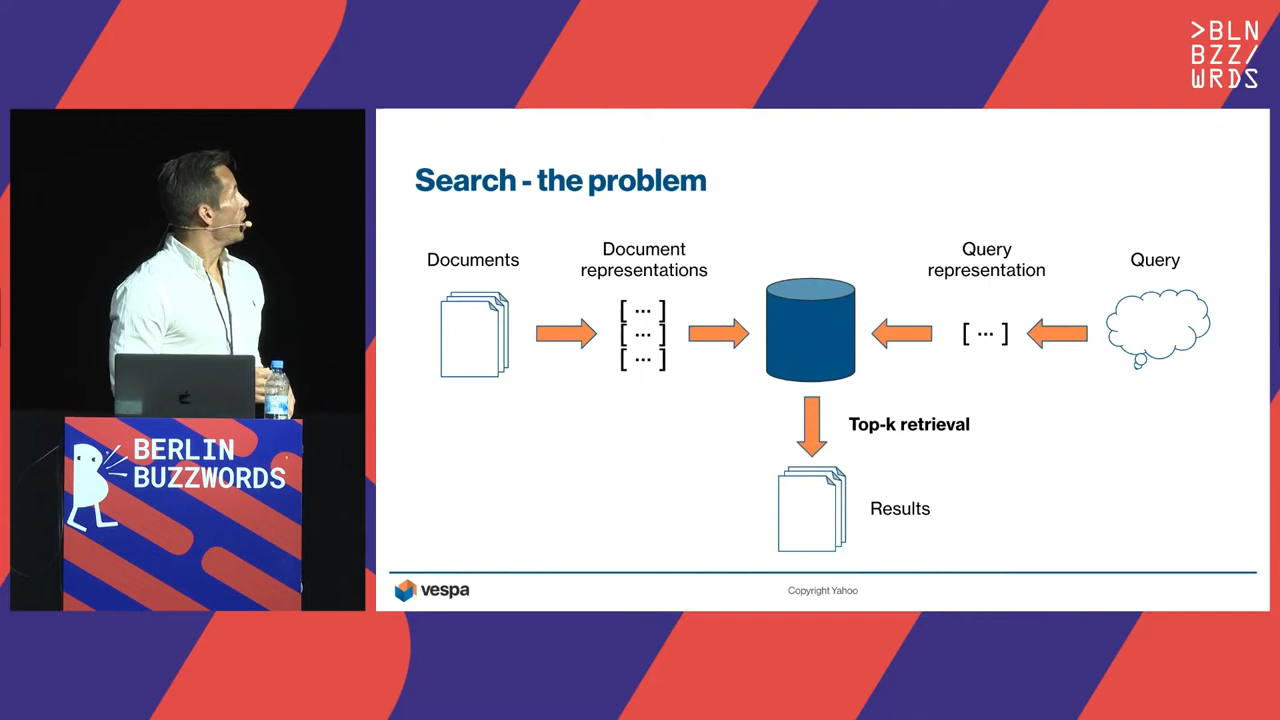 >BLN
BZZ/
WRDS
Search - the problem
Documents
Document
representations
[ ... ]
[ ... ]
[ ... ]
Query
representation
[ ... ]
Query
Top-k retrieval
Results
vespa
Copyright Yahoo
BERLIN
BUZZWORDS